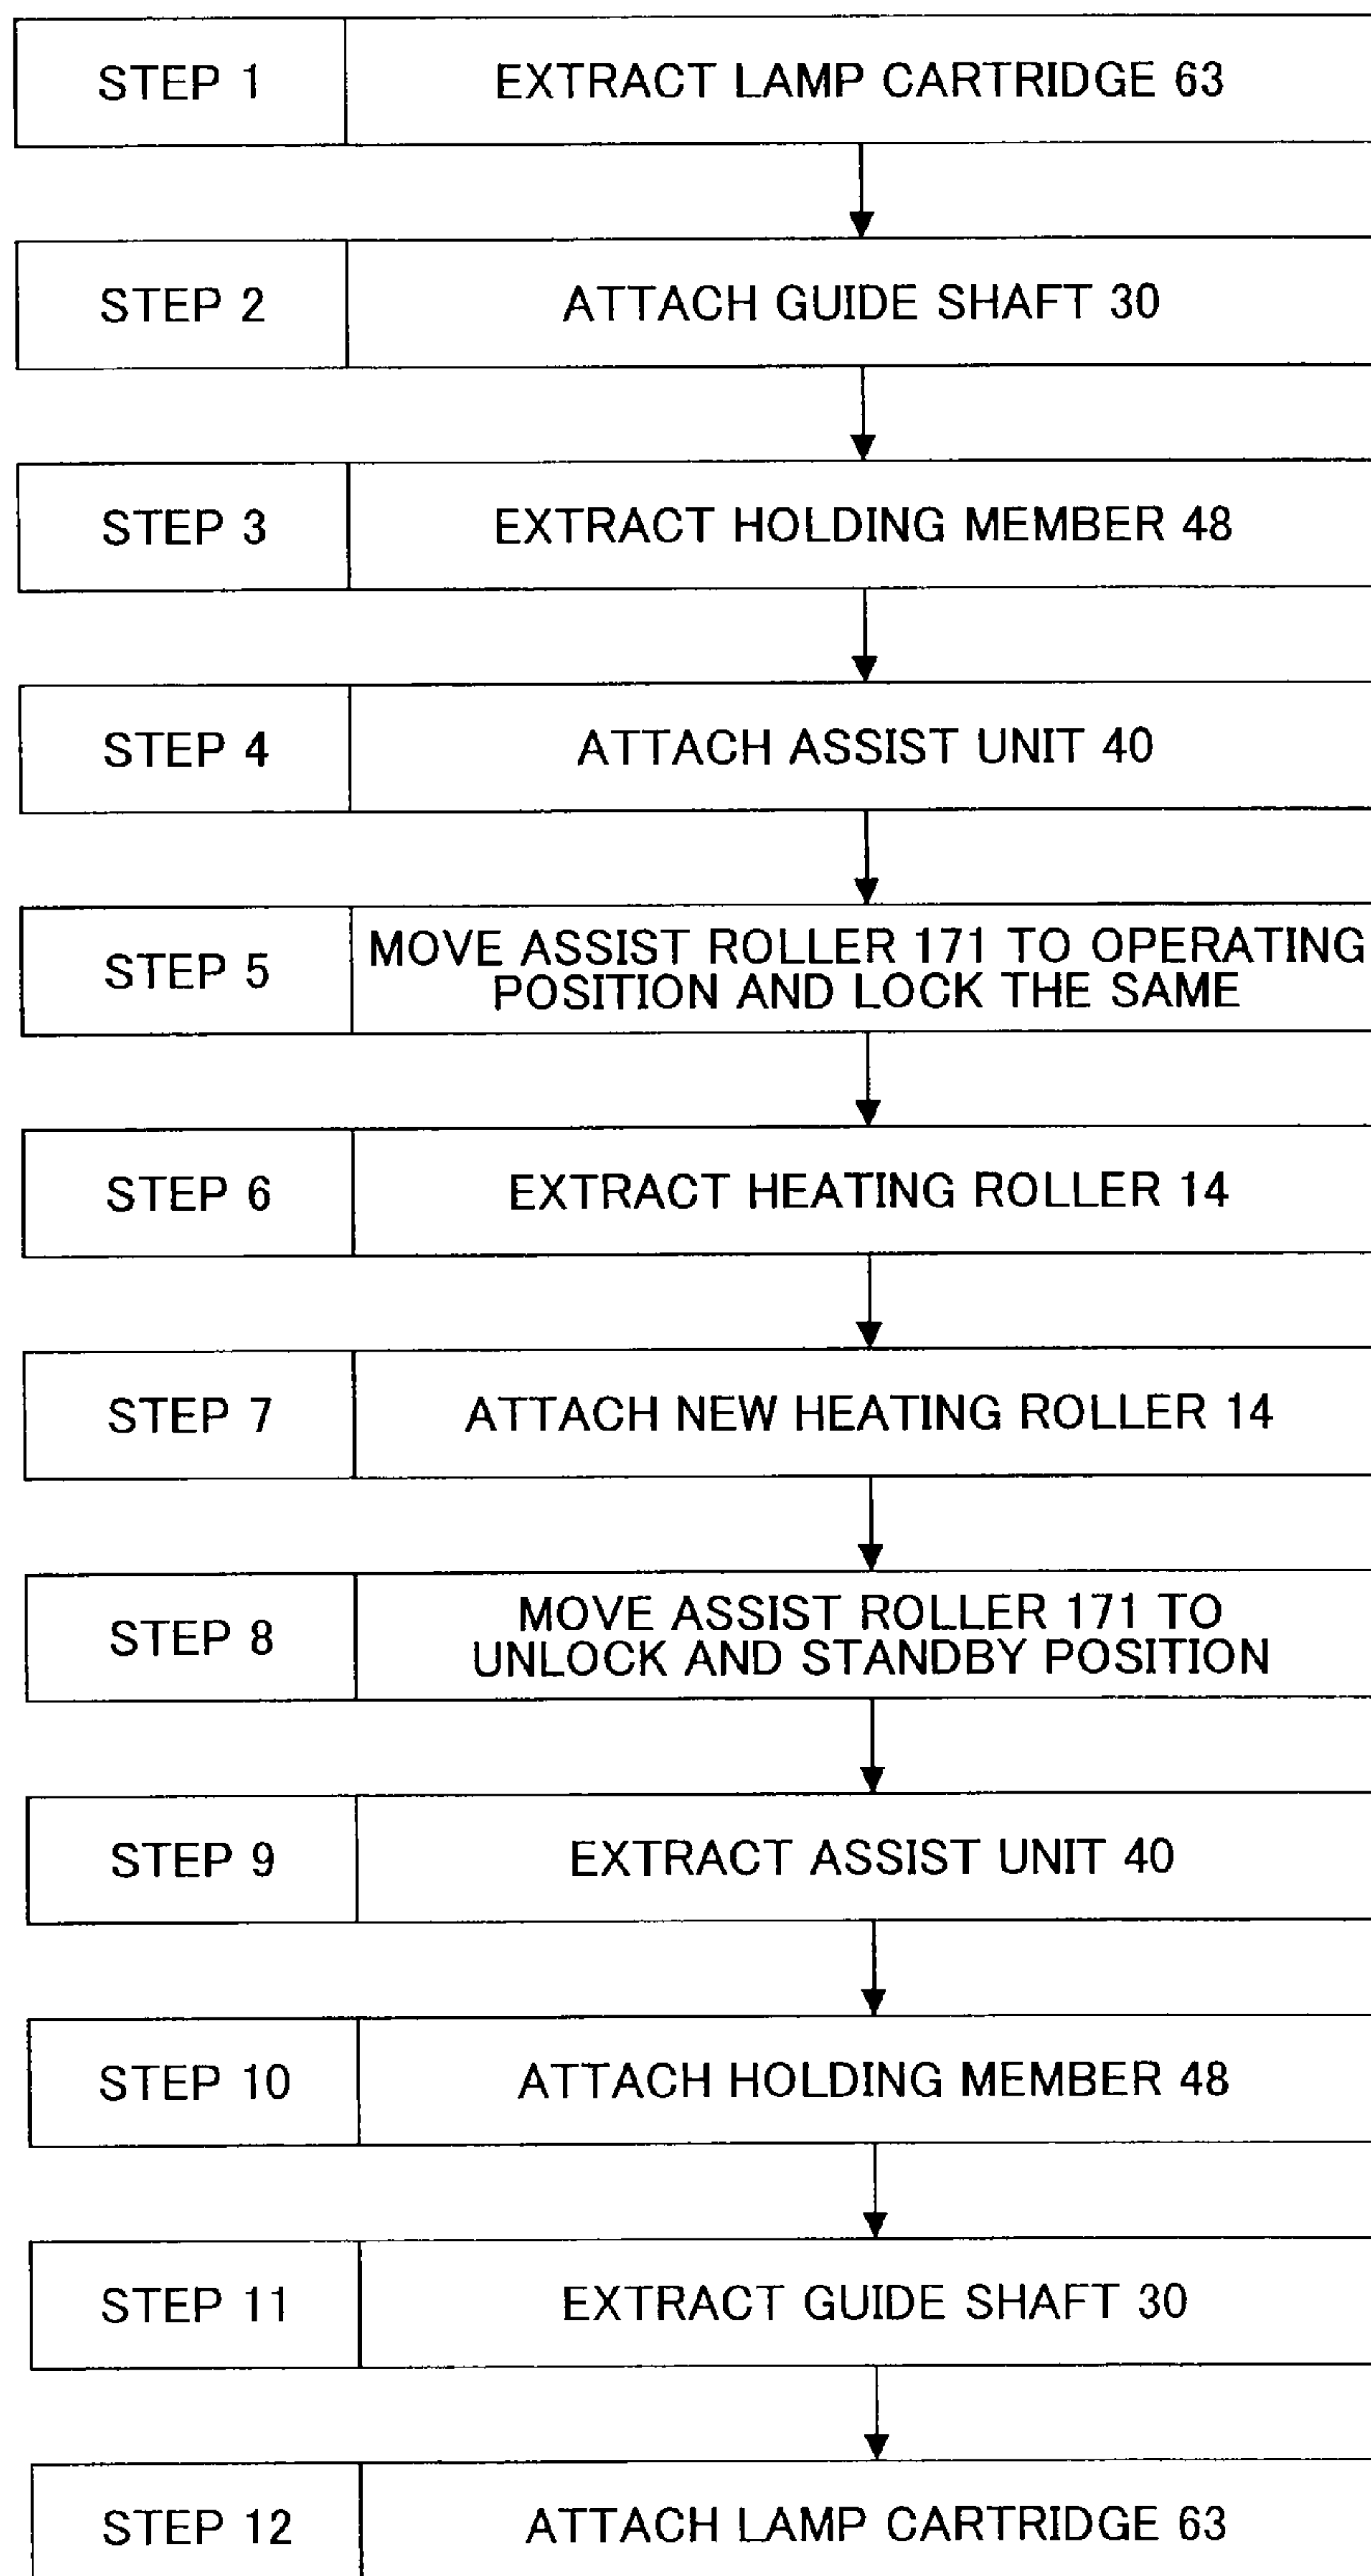 STEP 1
EXTRACT LAMP CARTRIDGE 63
STEP 2
ATTACH GUIDE SHAFT 30
STEP 3
EXTRACT HOLDING MEMBER 48
STEP 4
ATTACH ASSIST UNIT 40
STEP 5
MOVE ASSIST ROLLER 171 TO OPERATING
POSITION AND LOCK THE SAME
STEP 6
EXTRACT HEATING ROLLER 14
STEP 7
ATTACH NEW HEATING ROLLER 14
STEP 8
MOVE ASSIST ROLLER 171 TO
UNLOCK AND STANDBY POSITION
STEP 9
EXTRACT ASSIST UNIT 40
STEP 10
ATTACH HOLDING MEMBER 48
STEP 11
EXTRACT GUIDE SHAFT 30
STEP 12
ATTACH LAMP CARTRIDGE 63